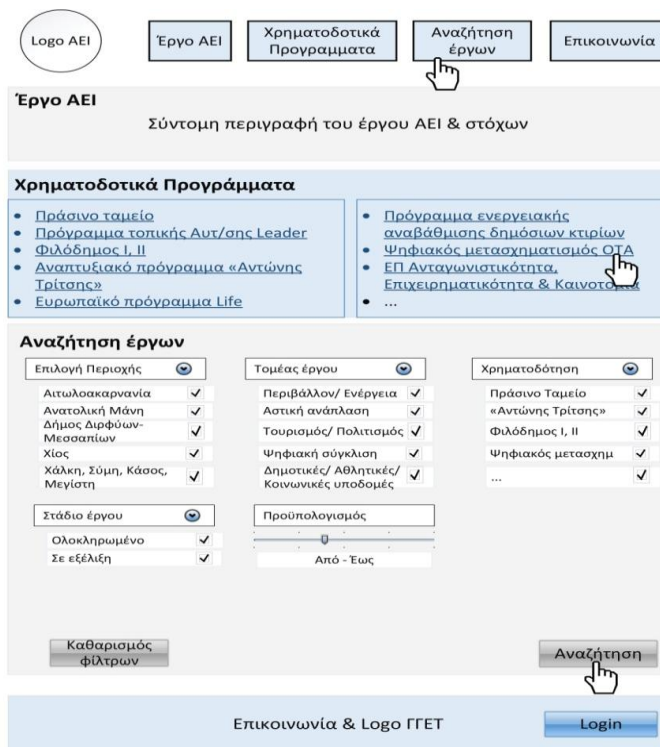 Logo ΑΕΙ
Έργο ΑΕΙ
Χρηματοδοτικά
Προγραμματα
Αναζήτηση
έργων
Επικοινωνία
Έργο ΑΕΙ
Σύντομη περιγραφή του έργου ΑΕΙ & στόχων
Χρηματοδοτικά Προγράμματα
• Πράσινο ταμείο
• Πρόγραμμα τοπικής Αυτ/σης Leader
• Φιλόδημος Ι, ΙΙ
• Αναπτυξιακό πρόγραμμα «Αντώνης
Τρίτσης»
• Ευρωπαϊκό πρόγραμμα Life
• Πρόγραμμα ενεργειακής
αναβάθμισης δημόσιων κτιρίων
• Ψηφιακός μετασχηματισμός ΟΤΑ
• ΕΠ Ανταγωνιστικότητα,
Επιχειρηματικότητα & Καινοτομία
• ...
Αναζήτηση έργων
Επιλογή Περιοχής
Αιτωλοακαρνανία
Ανατολική Μάνη
Δήμος Διρφύων-
Μεσσαπίων
Χίος
Χάλκη, Σύμη, Κάσος,
Μεγίστη
Τομέας έργου
Περιβάλλον/ Ενέργεια
Αστική ανάπλαση
Τουρισμός/ Πολιτισμός
Ψηφιακή σύγκλιση
Δημοτικές/ Αθλητικές/
Κοινωνικές υποδομές
Χρηματοδότηση
Πράσινο Ταμείο
«Αντώνης Τρίτσης»
Φιλόδημος Ι, ΙΙ
Ψηφιακός μετασχημ
...
Στάδιο έργου
Ολοκληρωμένο
Σε εξέλιξη
Προϋπολογισμός
Από - Έως
Καθαρισμός
φίλτρων
Αναζήτηση
Επικοινωνία & Logo ΓΓΕΤ
Login